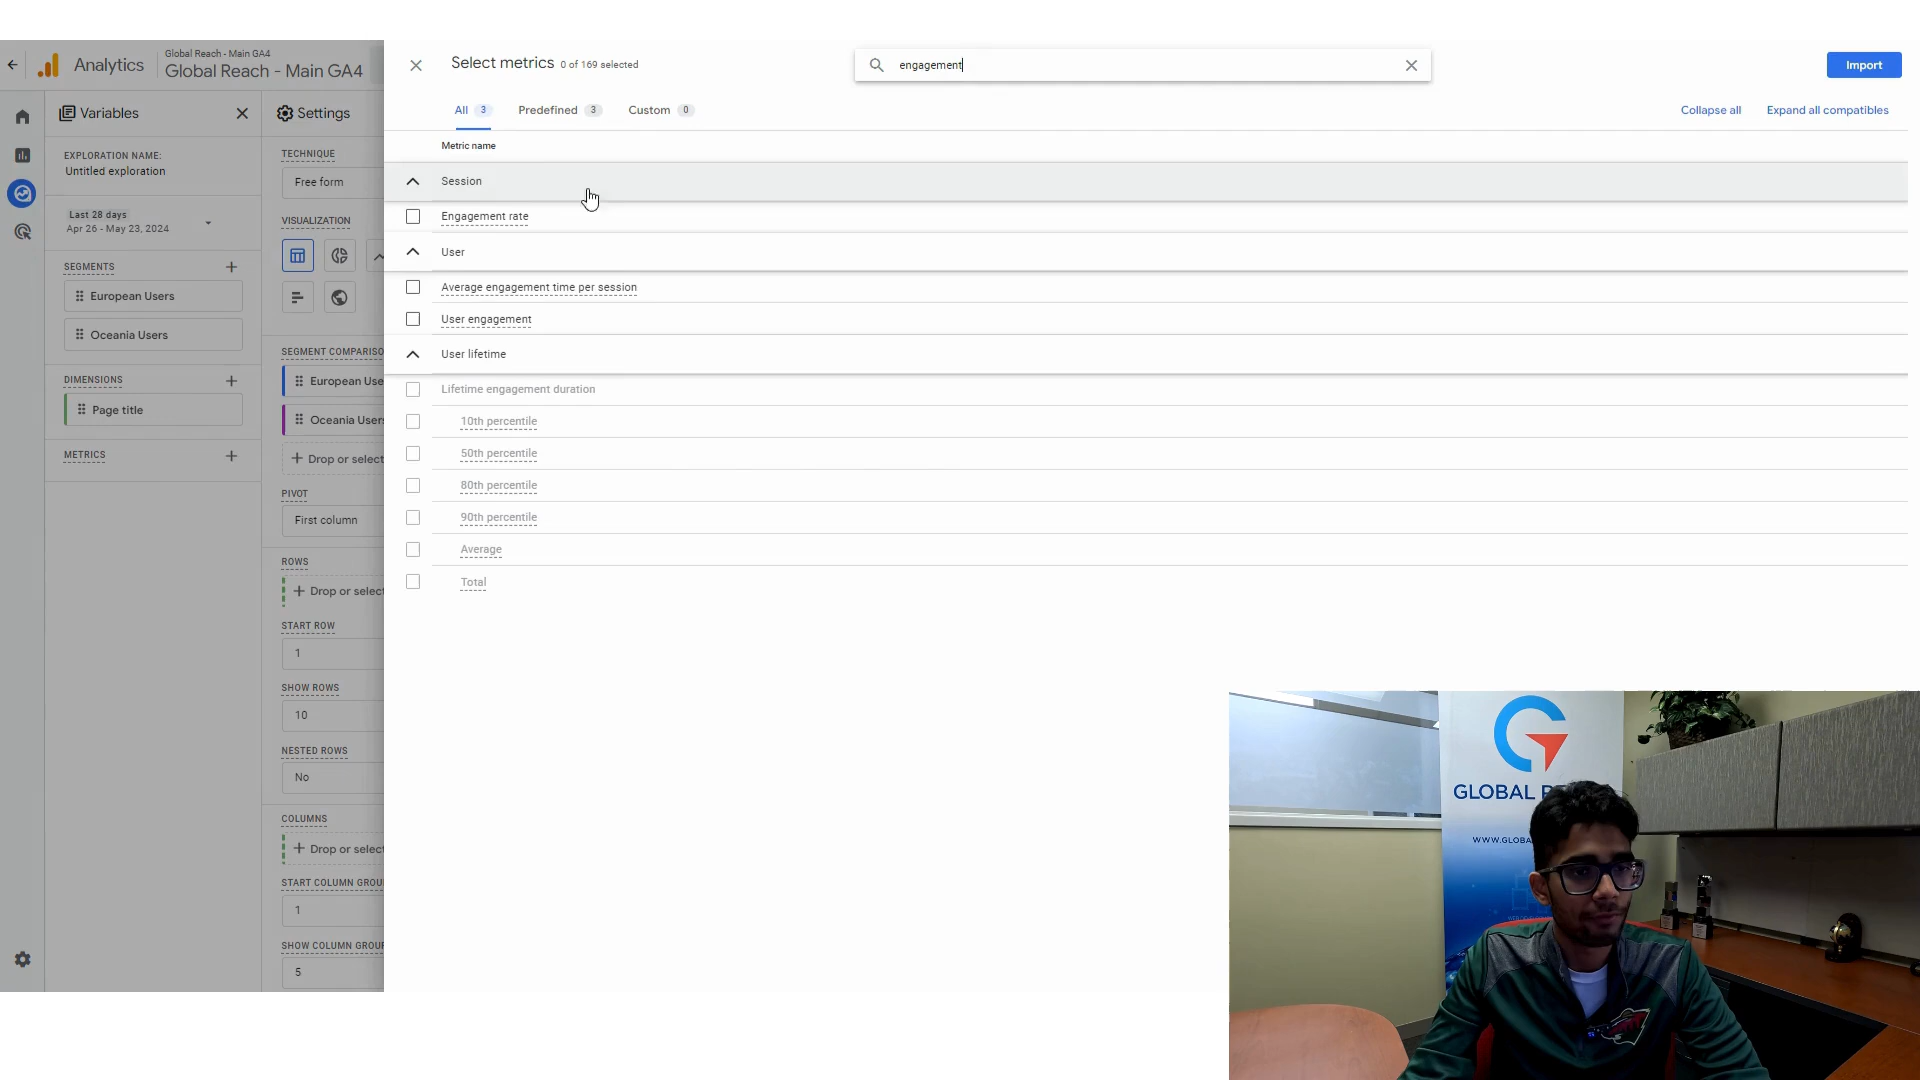 Analytics
Global Reach - Main GA4
Global Reach - Main GA4
Variables
EXPLORATION NAME:
Untitled exploration
Last 28 days
Apr 26 - May 23, 2024
SEGMENTS
European Users
Oceania Users
DIMENSIONS
Page title
METRICS
Settings
TECHNIQUE
Free form
VISUALIZATION
SEGMENT COMPARISO
European Use
Oceania Users
Drop or select
PIVOT
First column
ROWS
Drop or select
START ROW
1
SHOW ROWS
10
NESTED ROWS
No
COLUMNS
Drop or select
START COLUMN GROU
1
SHOW COLUMN GROUP
5
Select metrics 0 of 169 selected
engagement
Import
All 3 Predefined 3 Custom 0
Collapse all Expand all compatibles
Metric name
Session
Engagement rate
User
Average engagement time per session
User engagement
User lifetime
Lifetime engagement duration
10th percentile
50th percentile
80th percentile
90th percentile
Average
Total
GLOBAL
WWW.GLOBA